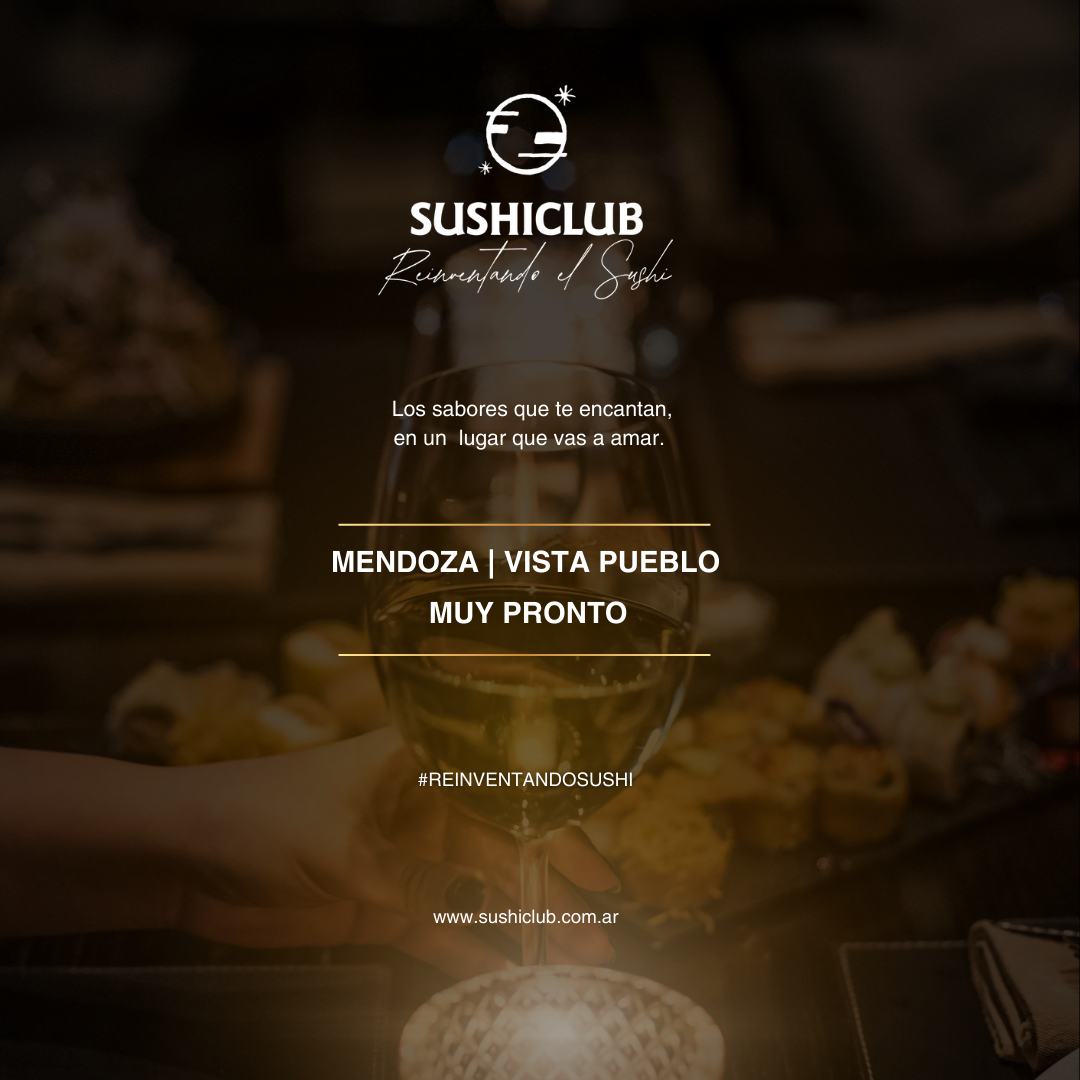 SUSHICLUB
Reinventando el Sushi
Los sabores que te encantan,
en un  lugar que vas a amar.
MENDOZA | VISTA PUEBLO
MUY PRONTO
#REINVENTANDOSUSHI
www.sushiclub.com.ar